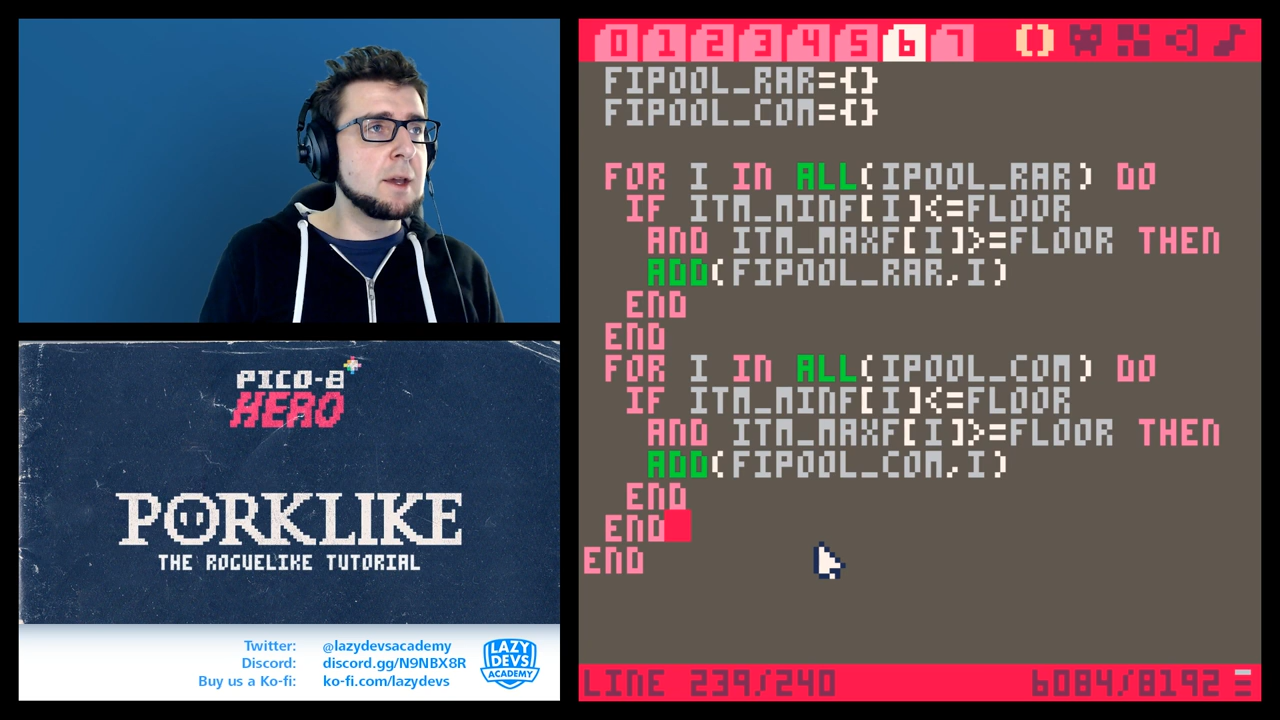 PICO-8
HERO
PORKLIKE
THE ROGUELIKE TUTORIAL
Twitter: @lazydevsacademy
Discord: discord.gg/N9NBX8R
Buy us a Ko-fi: ko-fi.com/lazydevs
LAZY
DEVS
ACADEMY
0 1 2 3 4 5 6 7 ()
FIPOOL_RAR={}
FIPOOL_COM={}
FOR I IN ALL(IPOOL_RAR) DO
IF ITM_MINF[I]<=FLOOR
AND ITM_MAXF[I]>=FLOOR THEN
ADD(FIPOOL_RAR,I)
END
END
FOR I IN ALL(IPOOL_COM) DO
IF ITM_MINF[I]<=FLOOR
AND ITM_MAXF[I]>=FLOOR THEN
ADD(FIPOOL_COM,I)
END
END
END
LINE 239/240 6084/8192